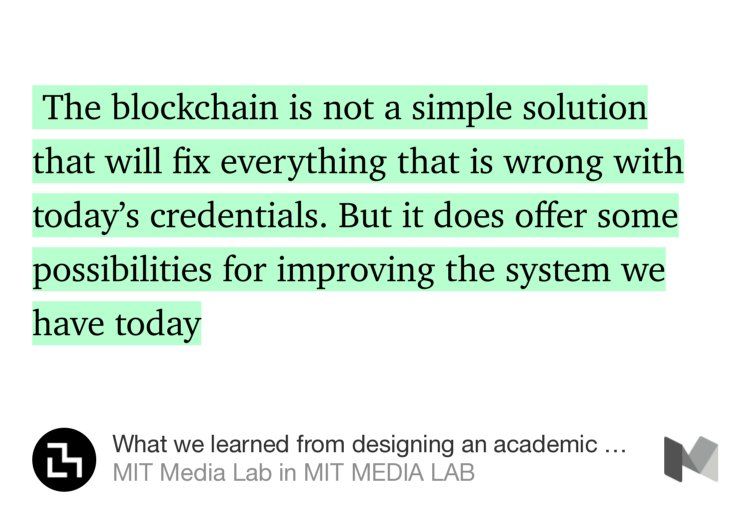 The blockchain is not a simple solution
that will fix everything that is wrong with
today’s credentials. But it does offer some
possibilities for improving the system we
have today
What we learned from designing an academic …
MIT Media Lab in MIT MEDIA LAB